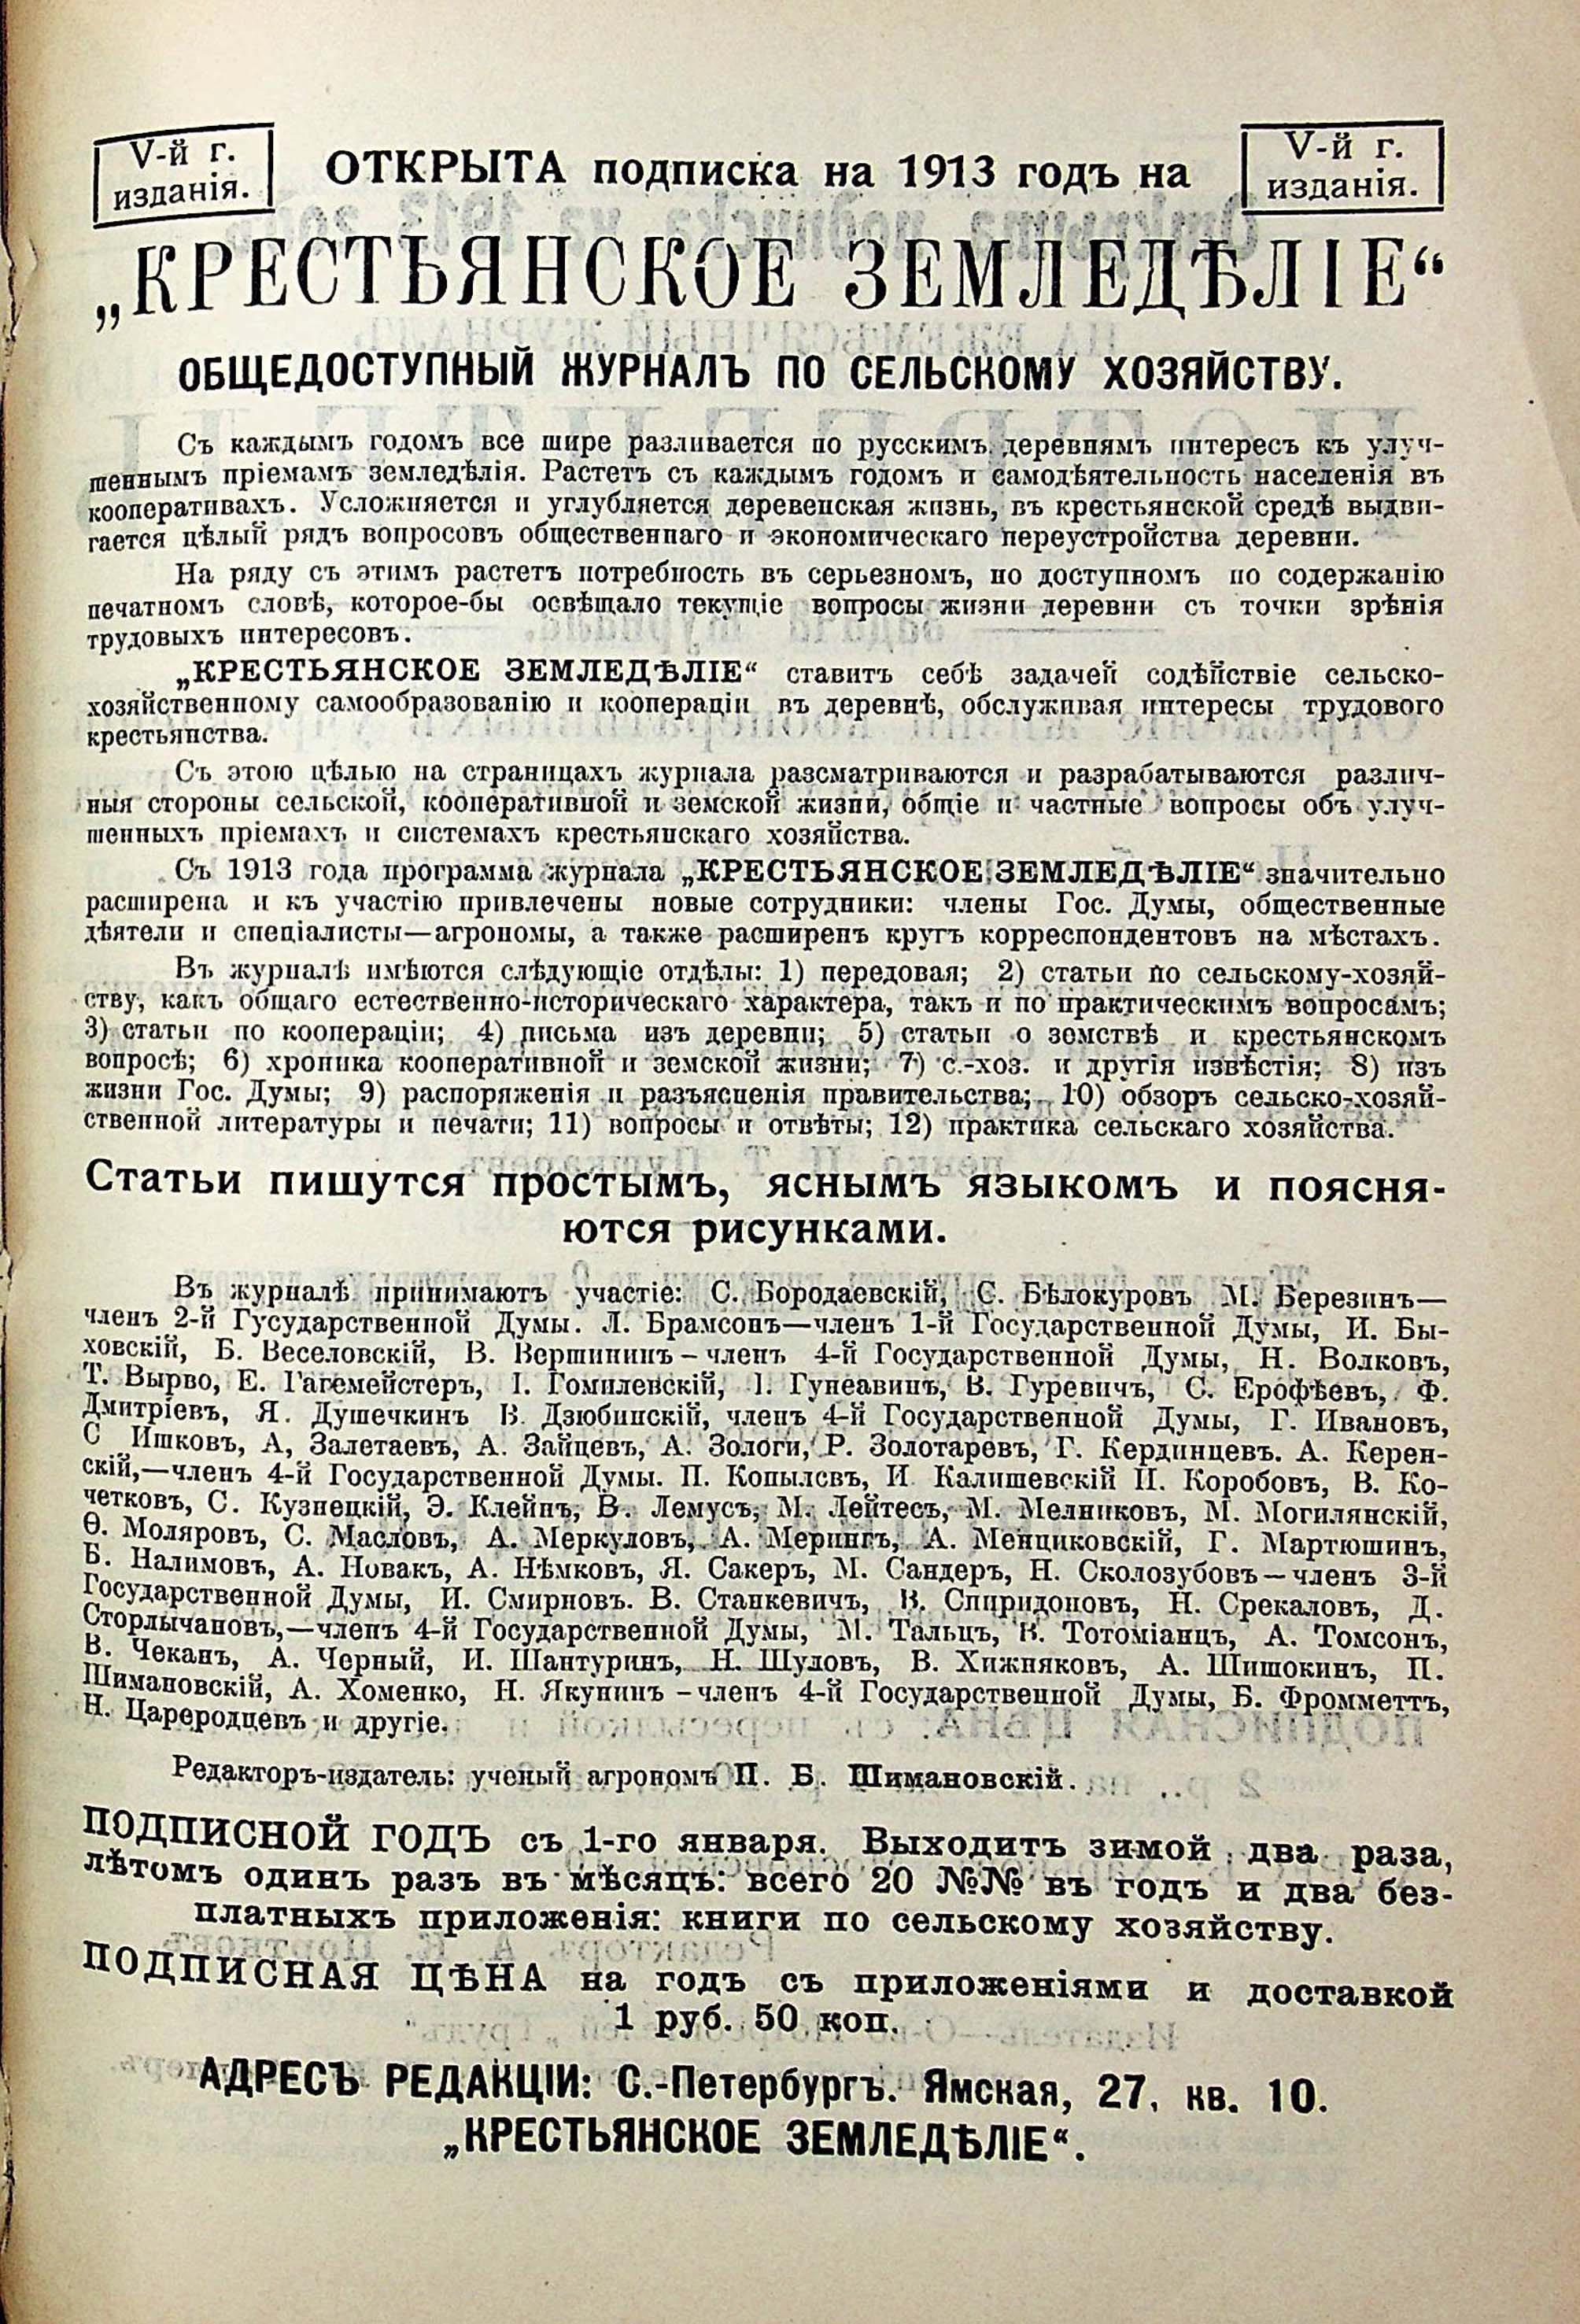 V-й г.
изданія.
ОТКРЫТА подписка на 1913 годъ на
V-й г.
изданія.
„КРЕСТЬЯНСКОЕ ЗЕМЛЕДѢЛІЕ“
ОБЩЕДОСТУПНЫЙ ЖУРНАЛЪ ПО СЕЛЬСКОМУ ХОЗЯЙСТВУ.
Съ каждымъ годомъ все шире разливается по русскимъ деревнямъ интересъ къ улуч-
шеннымъ пріемамъ земледѣлія. Растетъ съ каждымъ годомъ и самодѣятельность населенія въ
кооперативахъ. Усложняется и углубляется деревенская жизнь, въ крестьянской средѣ выдви-
гается цѣлый рядъ вопросовъ общественнаго и экономическаго переустройства деревни.
На ряду съ этимъ растетъ потребность въ серьезномъ, но доступномъ по содержанію
печатномъ словѣ, которое-бы освѣщало текущіе вопросы жизни деревни съ точки зрѣнія
трудовыхъ интересовъ.
„КРЕСТЬЯНСКОЕ ЗЕМЛЕДѢЛІЕ“ ставитъ себѣ задачей содѣйствіе сельско-
хозяйственному самообразованію и коопераціи въ деревнѣ, обслуживая интересы трудового
крестьянства.
Съ этою цѣлью на страницахъ журнала разсматриваются и разрабатываются различ-
ныя стороны сельской, кооперативной и земской жизни, общіе и частные вопросы объ улуч-
шенныхъ пріемахъ и системахъ крестьянскаго хозяйства.
Съ 1913 года программа журнала „КРЕСТЬЯНСКОЕ ЗЕМЛЕДѢЛІЕ“ значительно
расширена и къ участію привлечены новые сотрудники: члены Гос. Думы, общественные
дѣятели и спеціалисты—агрономы, а также расширенъ кругъ корреспондентовъ на мѣстахъ.
Въ журналѣ имѣются слѣдующіе отдѣлы: 1) передовая; 2) статьи по сельскому-хозяй-
ству, какъ общаго естественно-историческаго характера, такъ и по практическимъ вопросамъ;
3) статьи по коопераціи; 4) письма изъ деревни; 5) статьи о земствѣ и крестьянскомъ
вопросѣ; 6) хроника кооперативной и земской жизни; 7) с.-хоз. и другія извѣстія; 8) изъ
жизни Гос. Думы; 9) распоряженія и разъясненія правительства; 10) обзоръ сельско-хозяй-
ственной литературы и печати; 11) вопросы и отвѣты; 12) практика сельскаго хозяйства.
Статьи пишутся простымъ, яснымъ языкомъ и поясня-
ются рисунками.
Въ журналѣ принимаютъ участіе: С. Бородаевскій, С. Бѣлокуровъ М. Березинъ—
членъ 2-й Гусударственной Думы. Л. Брамсонъ—членъ 1-й Государственной Думы, И. Бы-
ховскій, Б. Веселовскій, В. Вершининъ – членъ 4-й Государственной Думы, Н. Волковъ,
Т. Вырво, Е. Гагемейстеръ, І. Гомилевскій, І. Гунеавинъ, В. Гуревичъ, С. Ерофѣевъ, Ф.
Дмитріевъ, Я. Душечкинъ В. Дзюбинскій, членъ 4-й Государственной Думы, Г. Ивановъ,
С Ишковъ, А, Залетаевъ, А. Зайцевъ, А. Зологи, Р. Золотаревъ, Г. Кердинцевъ. А. Керен-
скій,—членъ 4-й Государственной Думы. П. Копылевъ, И. Калишевскій И. Коробовъ, В. Ко-
четковъ, С. Кузнецкій, Э. Клейнъ, В. Лемусъ, М. Лейтесъ, М. Мелниковъ, М. Могилянскій,
Ѳ. Моляровъ, С. Масловъ, А. Меркуловъ, А. Мерингъ, А. Менциковскій, Г. Мартюшинъ,
Б. Налимовъ, А. Новакъ, А. Нѣмковъ, Я. Сакеръ, М. Сандеръ, Н. Сколозубовъ—членъ 3-й
Государственной Думы, И. Смирновъ. В. Станкевичъ, В. Спиридоновъ, Н. Срекаловъ, Д.
Сторлычановъ,—членъ 4-й Государственной Думы, М. Тальцъ, В. Тотоміанцъ, А. Томсонъ,
В. Чеканъ, А. Черный, И. Шантуринъ, Н. Шуловъ, В. Хижняковъ, А. Шишокинъ, П.
Шимановскій, А. Хоменко, Н. Якунинъ – членъ 4-й Государственной Думы, Б. Фромметтъ,
Н. Цареродцевъ и другіе.
Редакторъ-издатель: ученый агрономъ П. Б. Шимановскій.
ПОДПИСНОЙ ГОДЪ съ 1-го января. Выходитъ зимой два раза,
лѣтомъ одинъ разъ въ мѣсяцъ: всего 20 №№ въ годъ и два без-
платныхъ приложенія: книги по сельскому хозяйству.
ПОДПИСНАЯ ЦѢНА на годъ съ приложеніями и доставкой
1 руб. 50 коп.
АДРЕСЪ РЕДАКЦІИ: С.-Петербургъ. Ямская, 27, кв. 10.
„КРЕСТЬЯНСКОЕ ЗЕМЛЕДѢЛІЕ“.